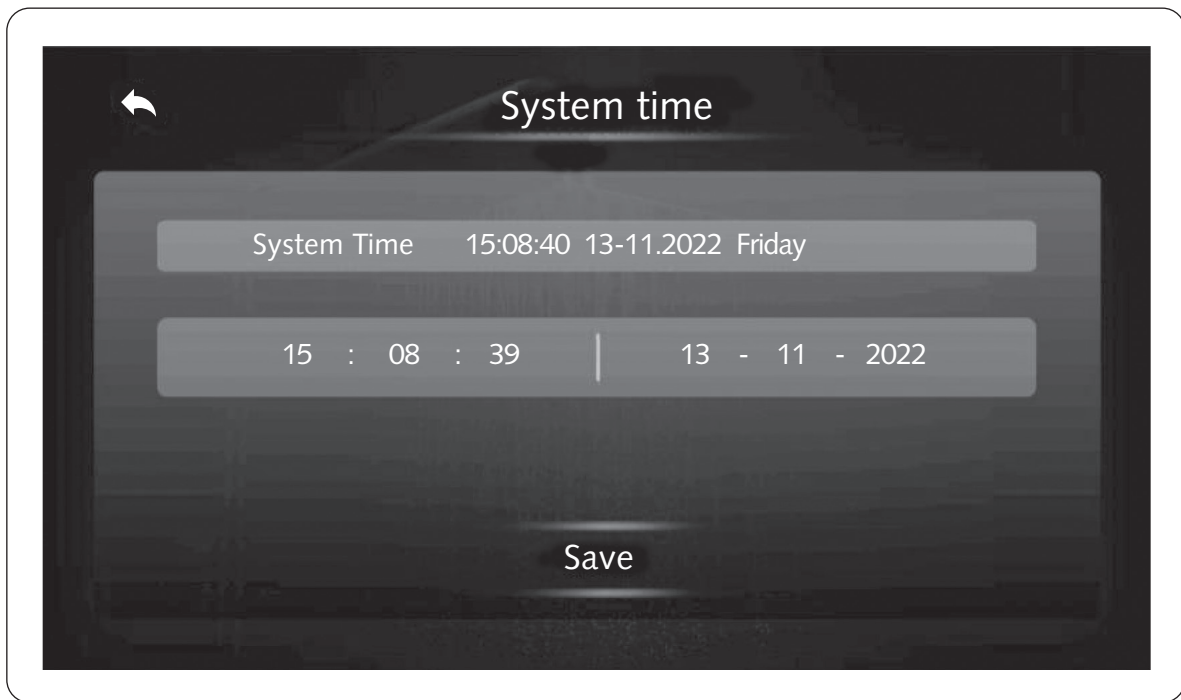 System time
System Time 15:08:40 13-11.2022 Friday
15 : 08 : 39 | 13 - 11 - 2022
Save